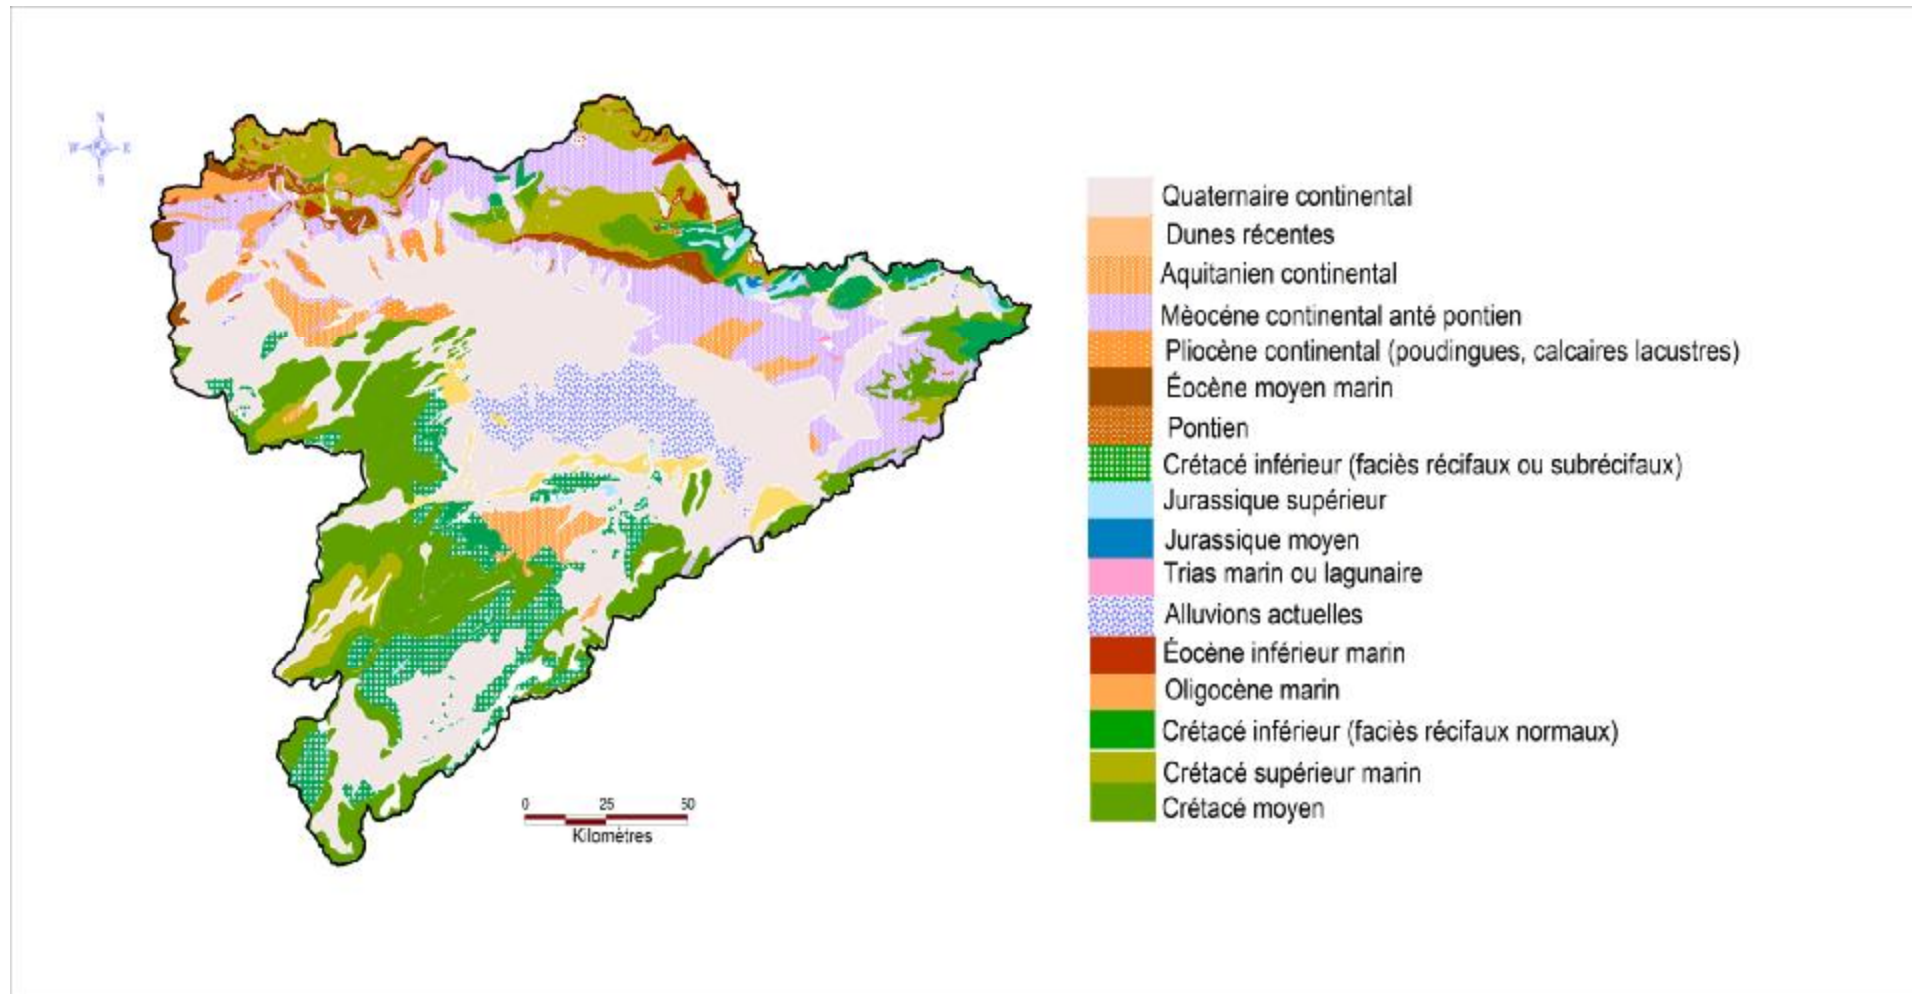 N
W E
S
Quaternaire continental
Dunes récentes
Aquitanien continental
Mèocéne continental anté pontien
Pliocène continental (poudingues, calcaires lacustres)
Éocène moyen marin
Pontien
Crétacé inférieur (faciès récifaux ou subrécifaux)
Jurassique supérieur
Jurassique moyen
Trias marin ou lagunaire
Alluvions actuelles
Éocène inférieur marin
Oligocène marin
Crétacé inférieur (faciès récifaux normaux)
Crétacé supérieur marin
Crétacé moyen
0 25 50
Kilométres